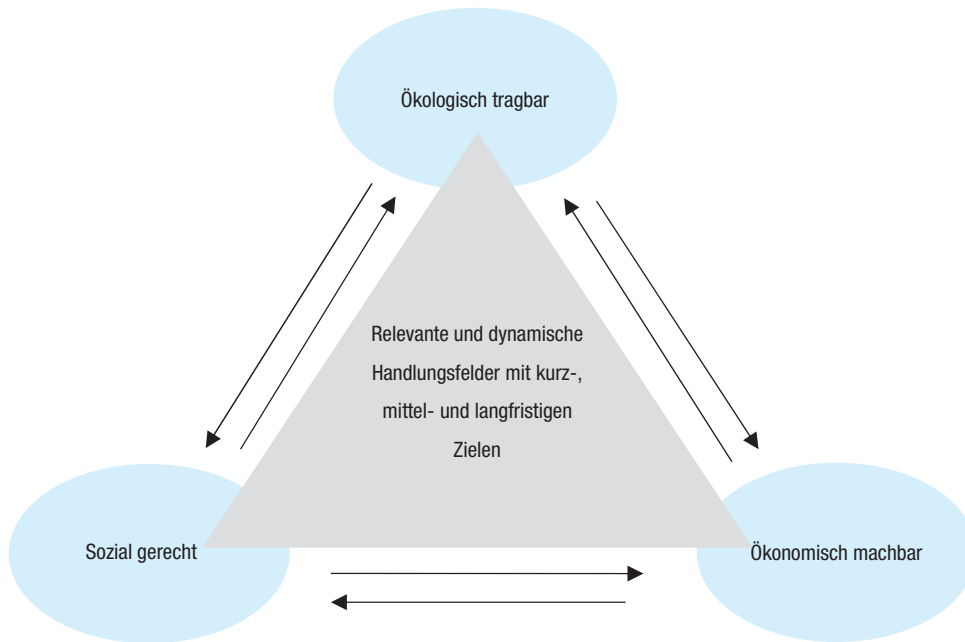 Ökologisch tragbar
Relevante und dynamische
Handlungsfelder mit kurz-,
mittel- und langfristigen
Zielen
Sozial gerecht
Ökonomisch machbar